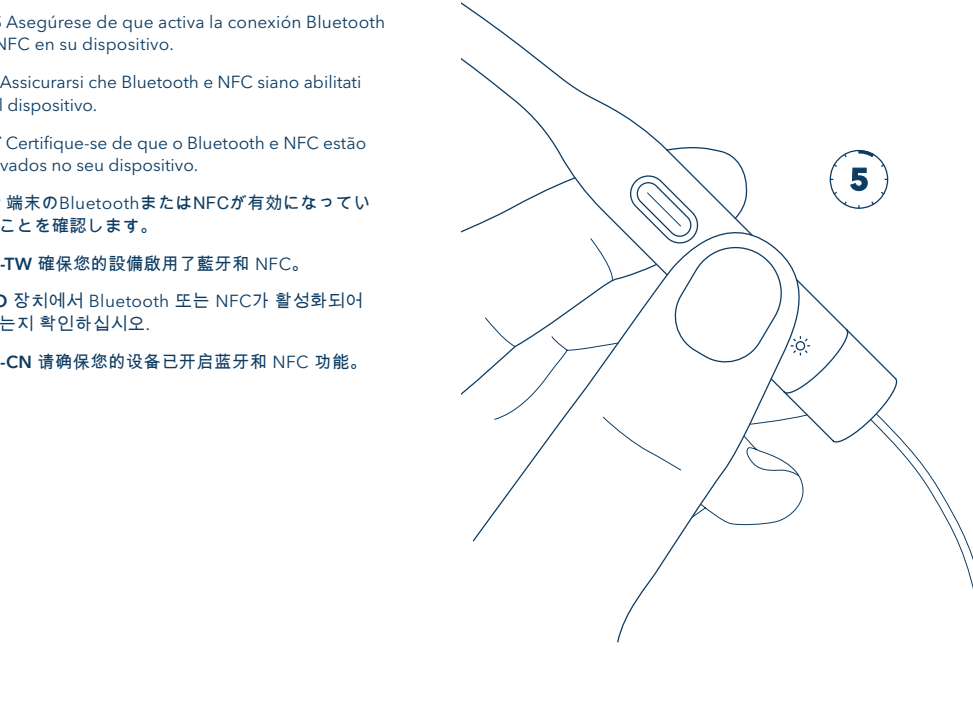 S Asegúrese de que activa la conexión Bluetooth
NFC en su dispositivo.
Assicurarsi che Bluetooth e NFC siano abilitati
l dispositivo.
Certifique-se de que o Bluetooth e NFC estão
vados no seu dispositivo.
端末のBluetoothまたはNFCが有効になってい
ことを確認します。
-TW 確保您的設備啟用了藍牙和 NFC。
O 장치에서 Bluetooth 또는 NFC가 활성화되어
는지 확인하십시오.
-CN 请确保您的设备已开启蓝牙和 NFC 功能。
5